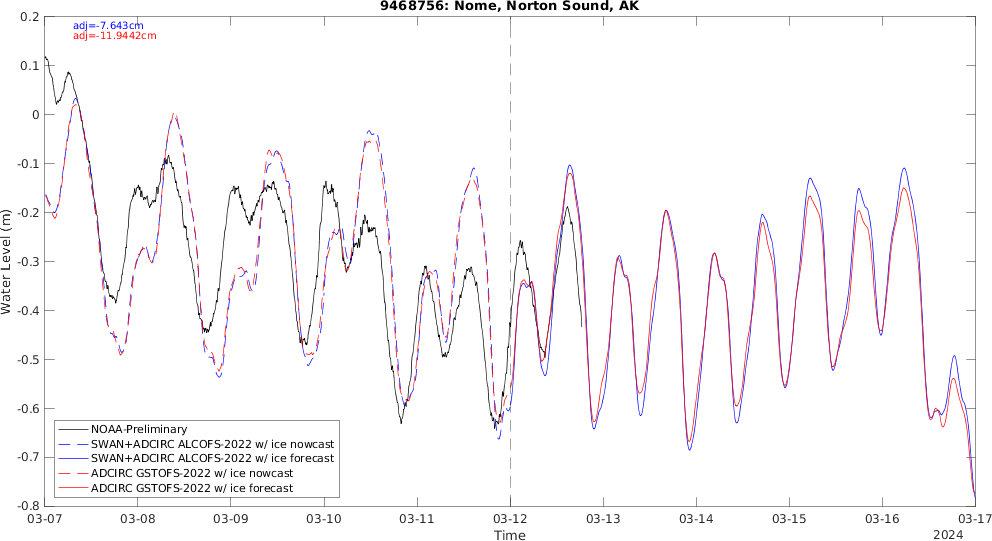 9468756: Nome, Norton Sound, AK
adj=-7.643cm
adj=-11.9442cm
0.2
0.1
0
-0.1
-0.2
-0.3
-0.4
-0.5
-0.6
-0.7
-0.8
Water Level (m)
NOAA-Preliminary
SWAN+ADCIRC ALCOFS-2022 w/ ice nowcast
SWAN+ADCIRC ALCOFS-2022 w/ ice forecast
ADCIRC GSTOFS-2022 w/ ice nowcast
ADCIRC GSTOFS-2022 w/ ice forecast
03-07 03-08 03-09 03-10 03-11 03-12 03-13 03-14 03-15 03-16 03-17
Time
2024